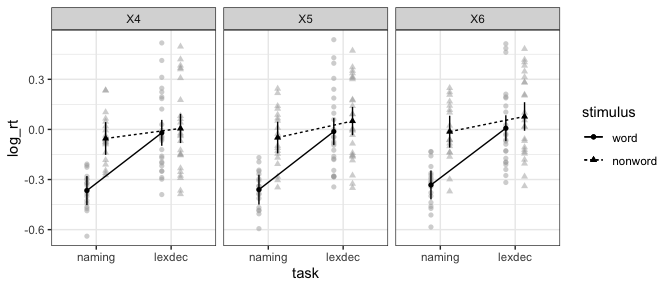 X4 X5 X6
log_rt
0.3
0.0
-0.3
-0.6
naming lexdec naming lexdec naming lexdec
task
stimulus
word
nonword